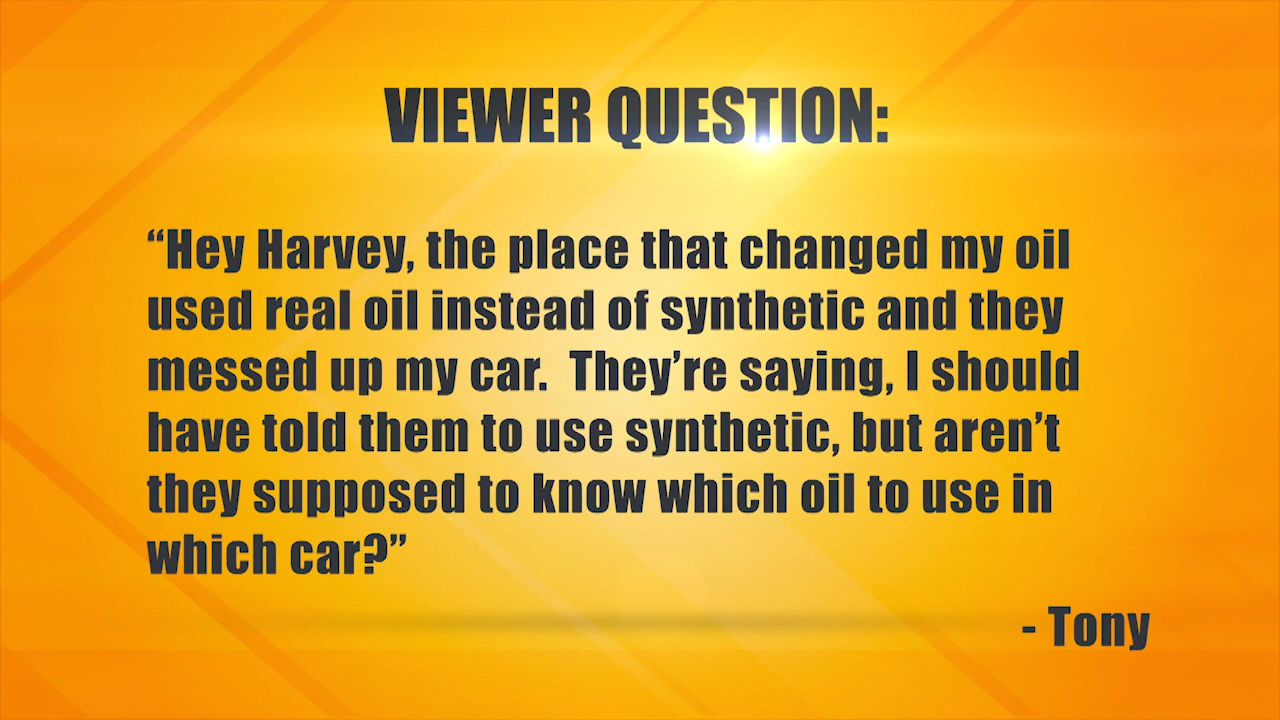 VIEWER QUESTION:
“Hey Harvey, the place that changed my oil
used real oil instead of synthetic and they
messed up my car.  They’re saying, I should
have told them to use synthetic, but aren’t
they supposed to know which oil to use in
which car?”
- Tony